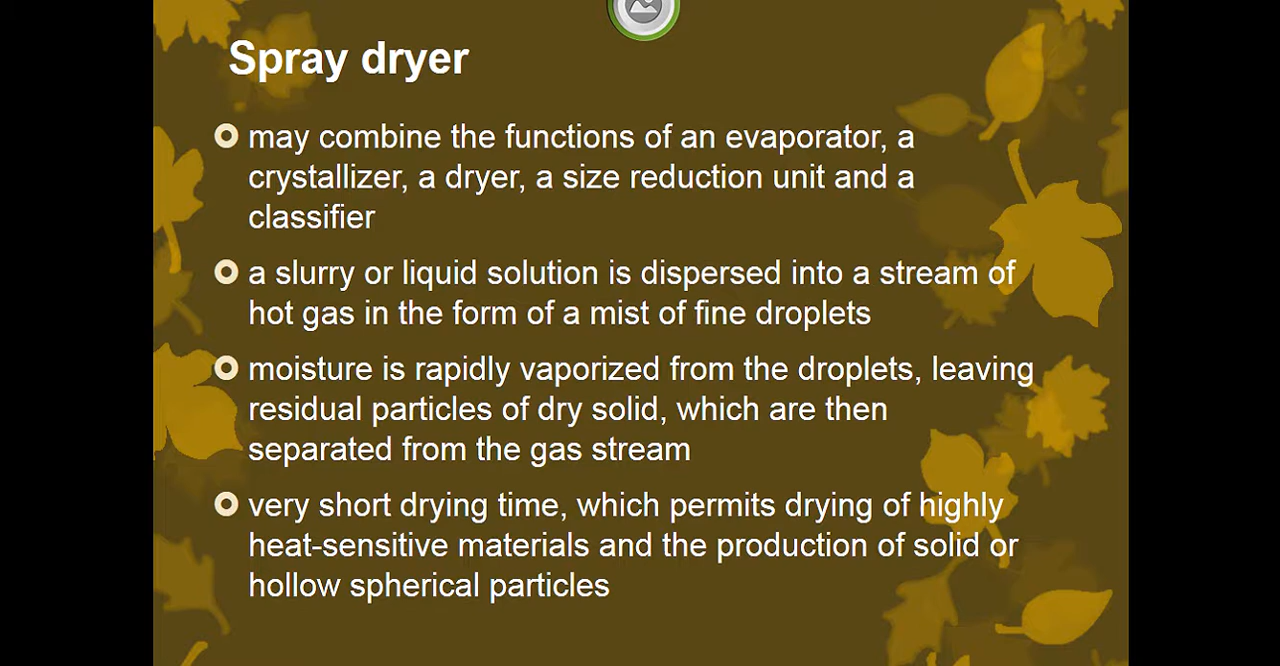 Spray dryer
may combine the functions of an evaporator, a
crystallizer, a dryer, a size reduction unit and a
classifier
a slurry or liquid solution is dispersed into a stream of
hot gas in the form of a mist of fine droplets
moisture is rapidly vaporized from the droplets, leaving
residual particles of dry solid, which are then
separated from the gas stream
very short drying time, which permits drying of highly
heat-sensitive materials and the production of solid or
hollow spherical particles